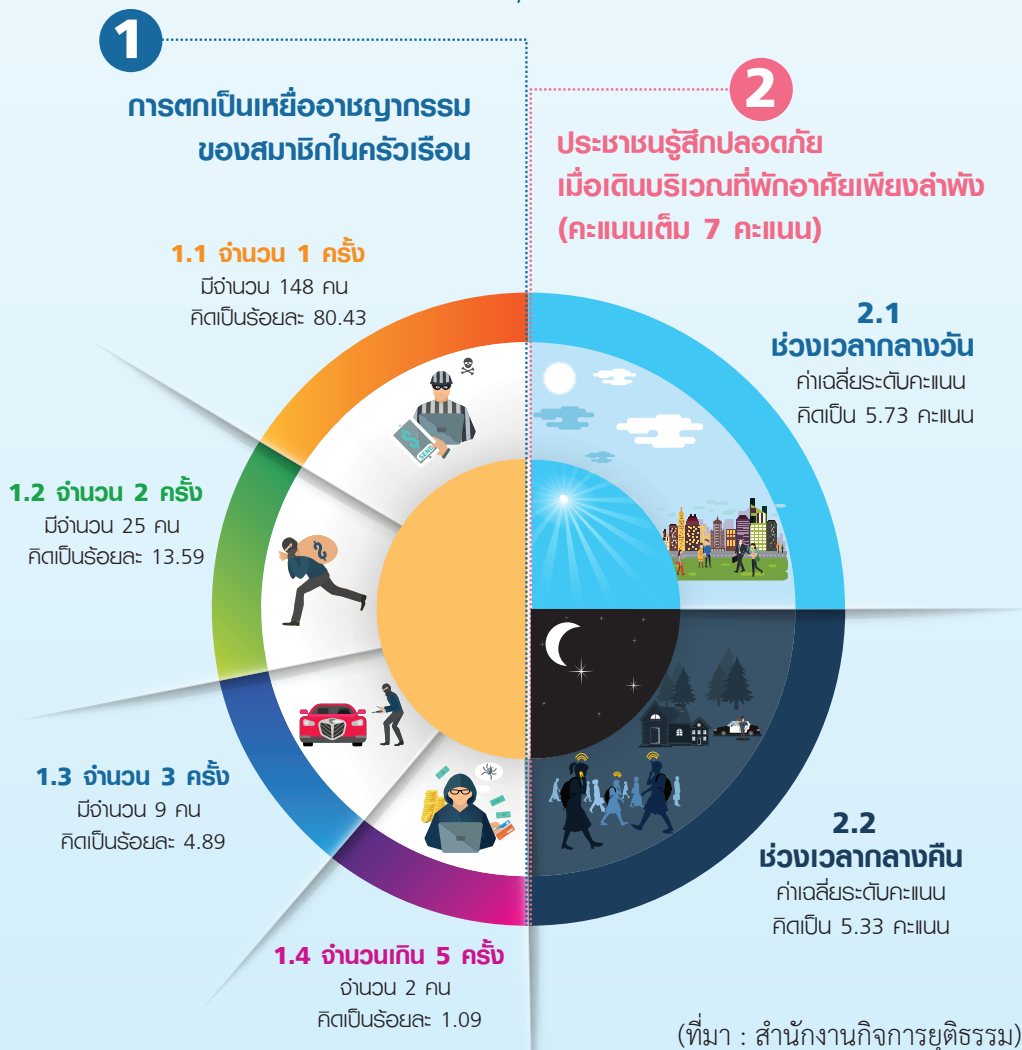 1
การตกเป็นเหยื่ออาชญากรรม
ของสมาชิกในครัวเรือน
1.1 จำนวน 1 ครั้ง
มีจำนวน 148 คน
คิดเป็นร้อยละ 80.43
1.2 จำนวน 2 ครั้ง
มีจำนวน 25 คน
คิดเป็นร้อยละ 13.59
1.3 จำนวน 3 ครั้ง
มีจำนวน 9 คน
คิดเป็นร้อยละ 4.89
1.4 จำนวนเกิน 5 ครั้ง
จำนวน 2 คน
คิดเป็นร้อยละ 1.09
2
ประชาชนรู้สึกปลอดภัย
เมื่อเดินบริเวณที่พักอาศัยเพียงลำพัง
(คะแนนเต็ม 7 คะแนน)
2.1
ช่วงเวลากลางวัน
ค่าเฉลี่ยระดับคะแนน
คิดเป็น 5.73 คะแนน
2.2
ช่วงเวลากลางคืน
ค่าเฉลี่ยระดับคะแนน
คิดเป็น 5.33 คะแนน
SEND
(ที่มา : สำนักงานกิจการยุติธรรม)